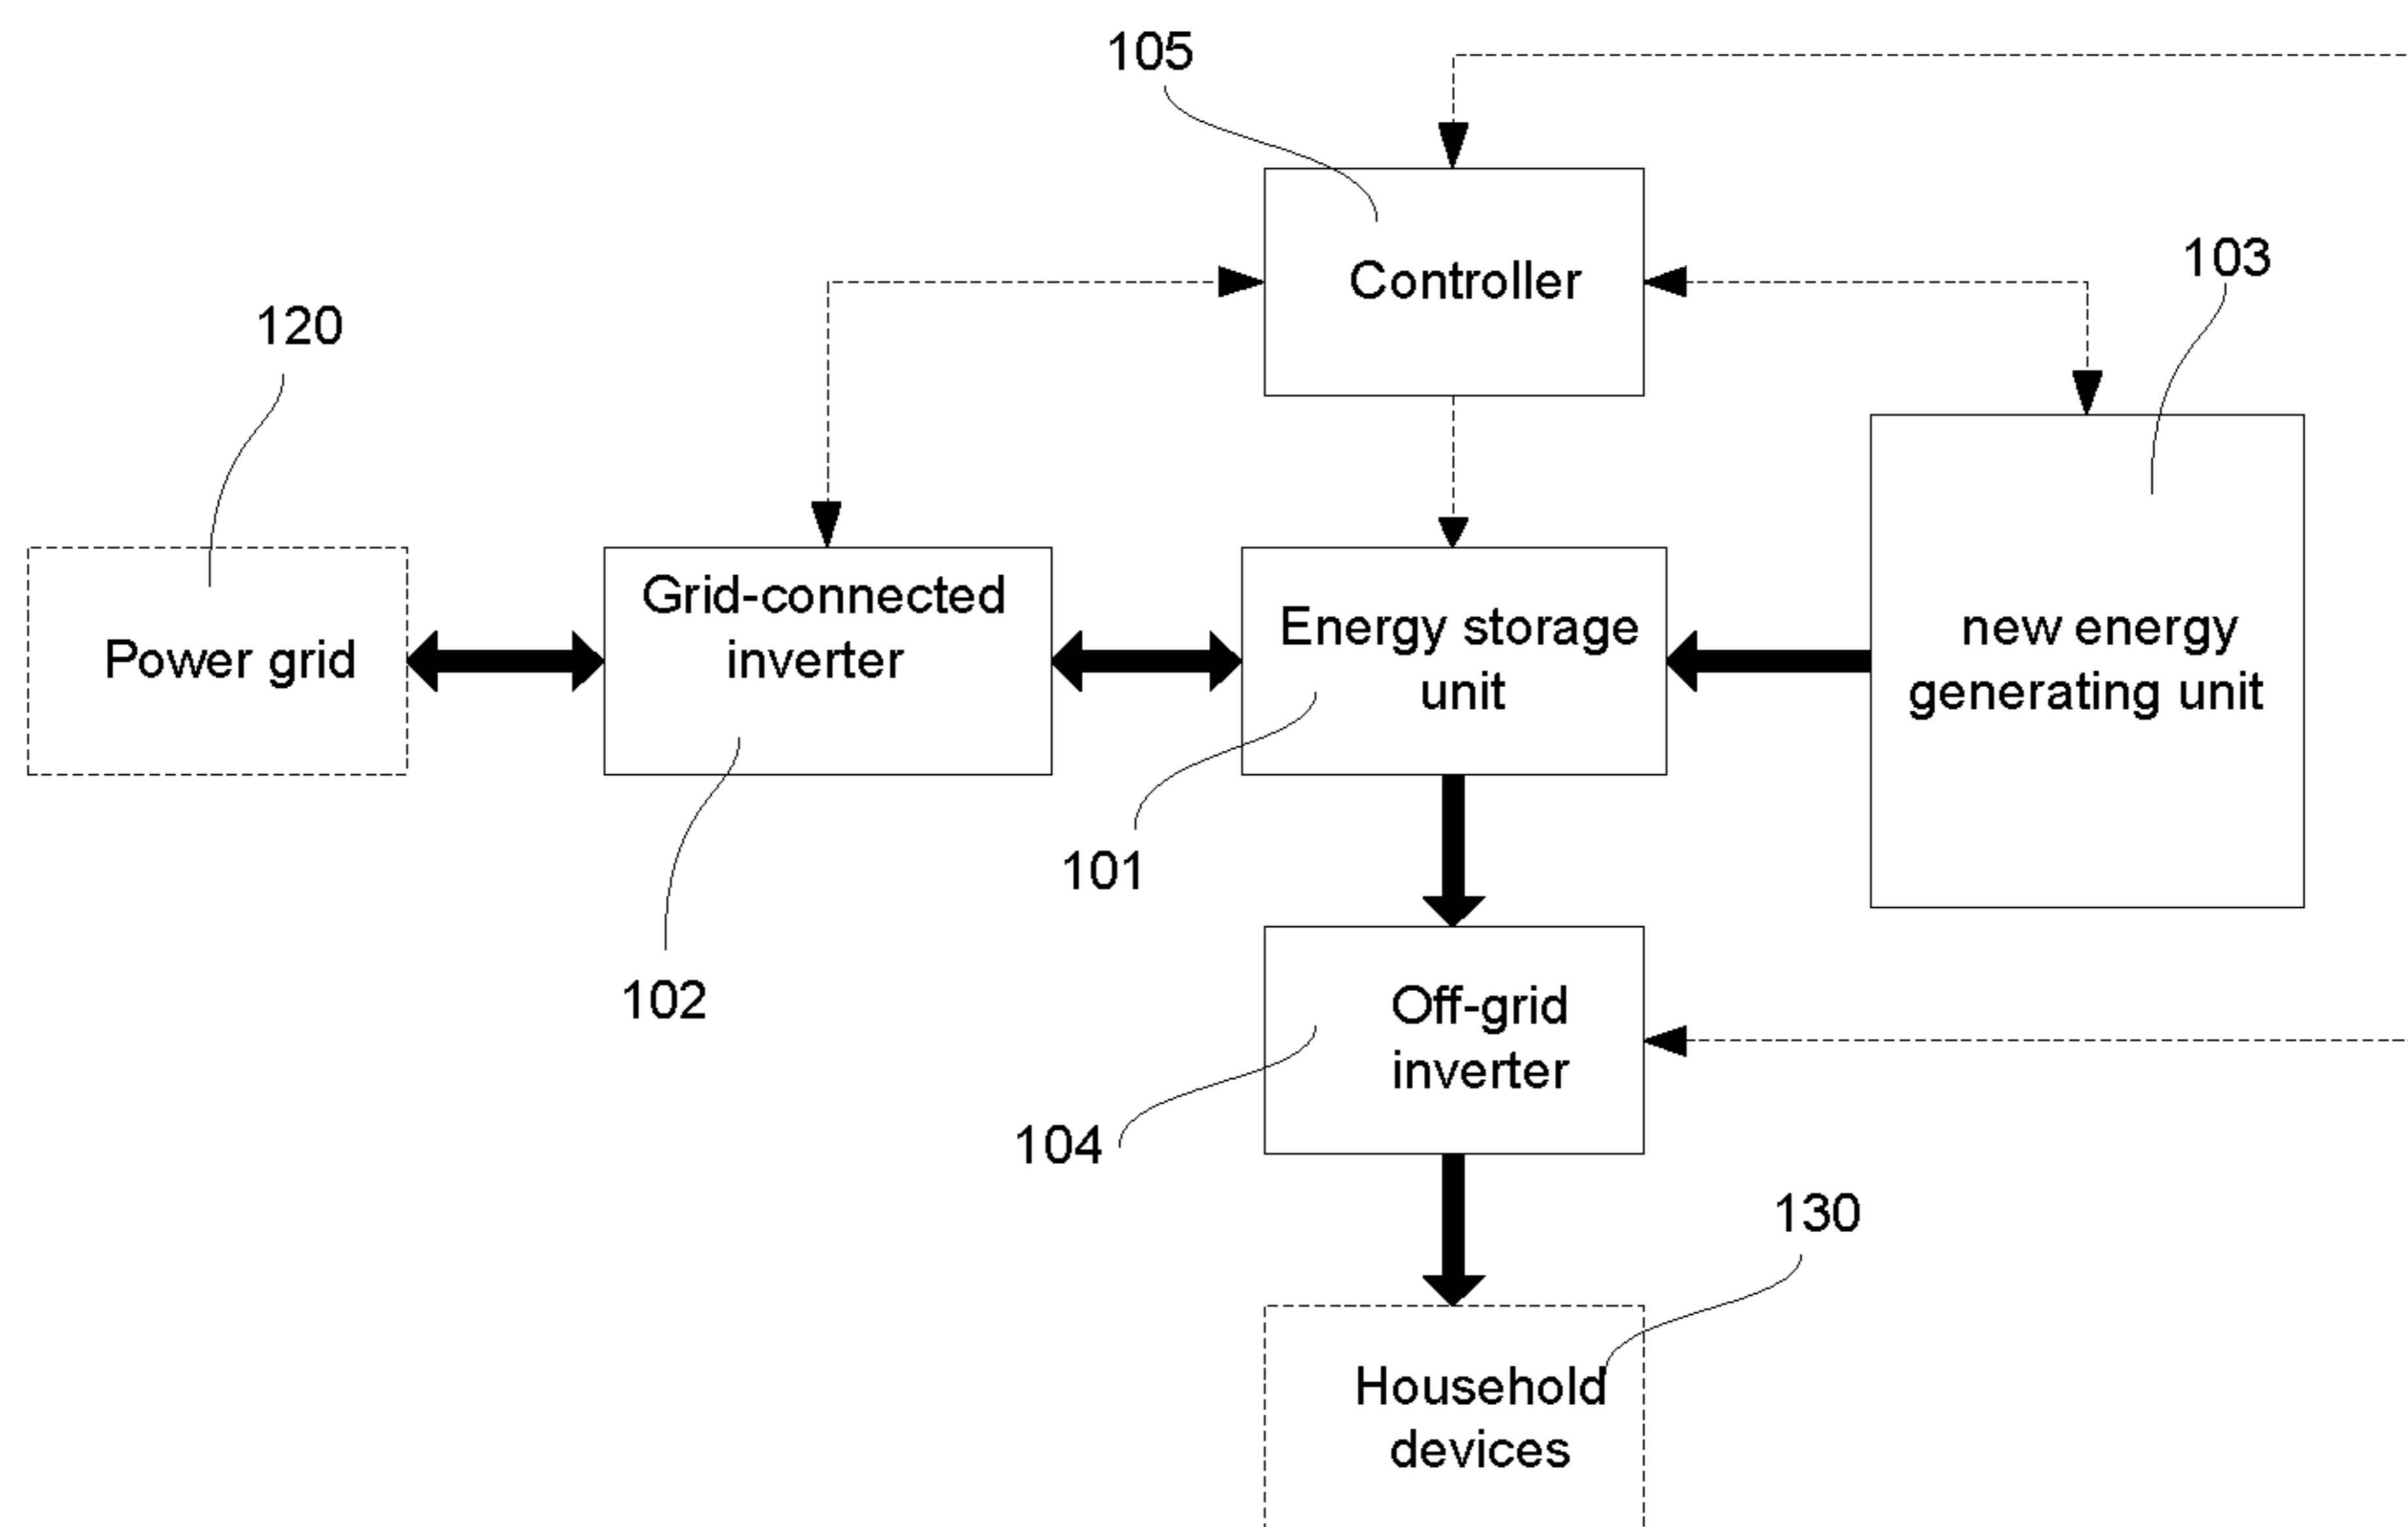 105
Controller
103
120
Power grid
Grid-connected
inverter
Energy storage
unit
new energy
generating unit
101
102
Off-grid
inverter
104
130
Household
devices